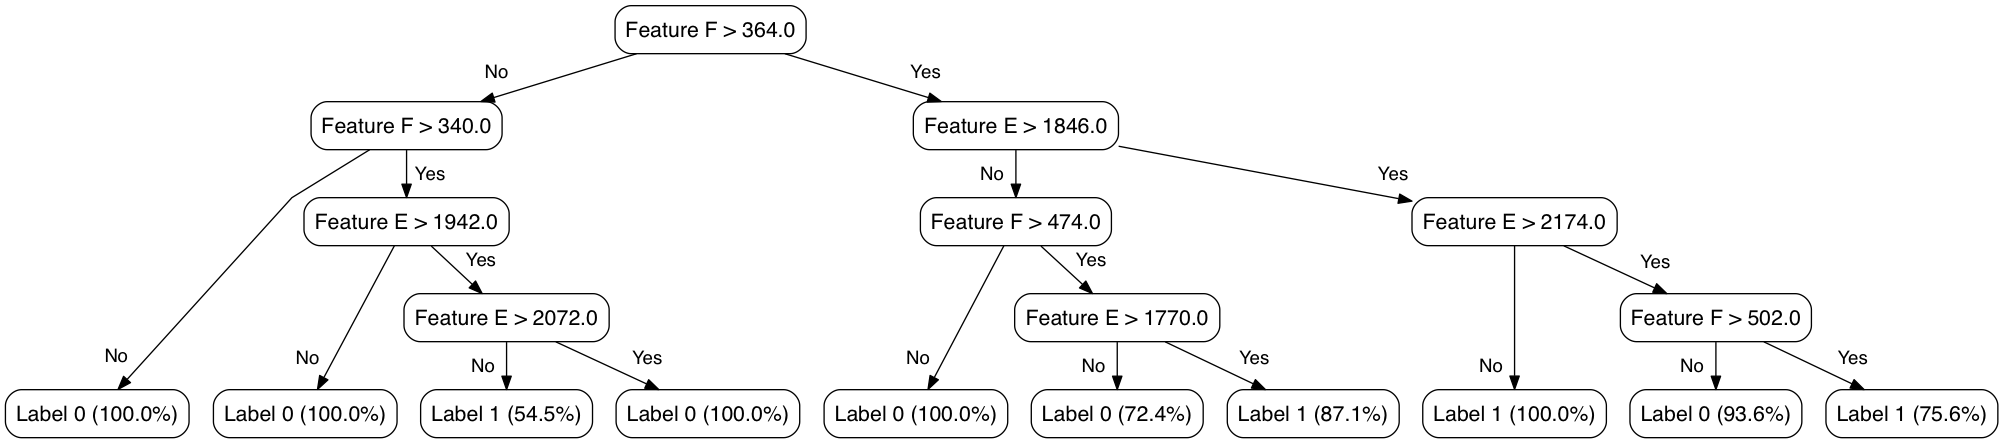 Feature F > 364.0
No
Yes
Feature F > 340.0
Feature E > 1846.0
Yes
No
Yes
Feature E > 1942.0
Feature F > 474.0
Feature E > 2174.0
Yes
Yes
Yes
Feature E > 2072.0
Feature E > 1770.0
Feature F > 502.0
No
No
No
Yes
No
No
Yes
No
No
Yes
Label 0 (100.0%)
Label 0 (100.0%)
Label 1 (54.5%)
Label 0 (100.0%)
Label 0 (100.0%)
Label 0 (72.4%)
Label 1 (87.1%)
Label 1 (100.0%)
Label 0 (93.6%)
Label 1 (75.6%)